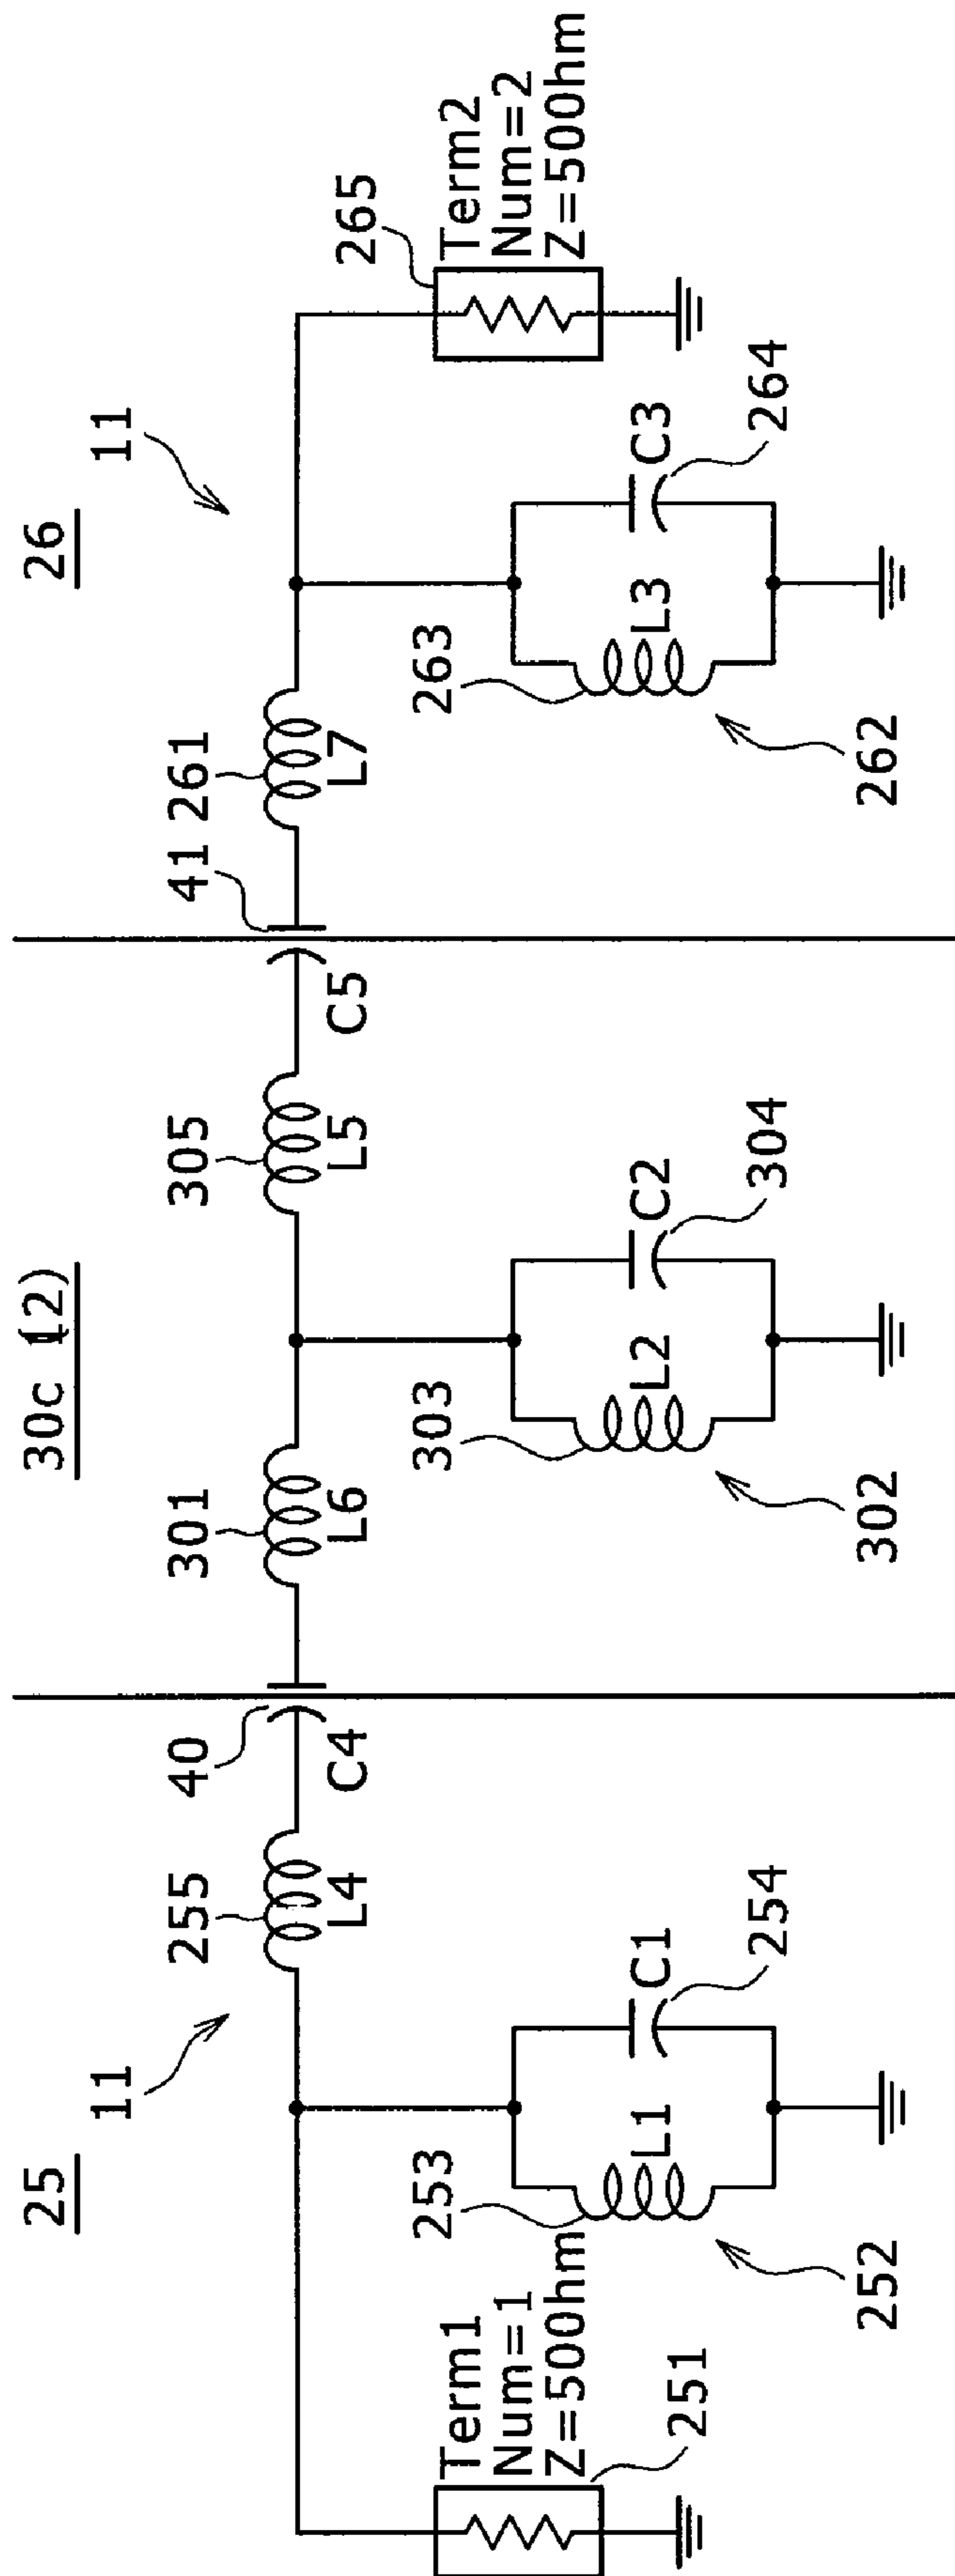 25
30c (12)
26
11
11
255
40
301
305
41
261
L4
C4
L6
L5
C5
L7
265
Term1
Num=1
Z=50Ohm
251
253
L1
C1
254
252
303
L2
C2
304
302
263
L3
C3
264
262
Term2
Num=2
Z=50Ohm